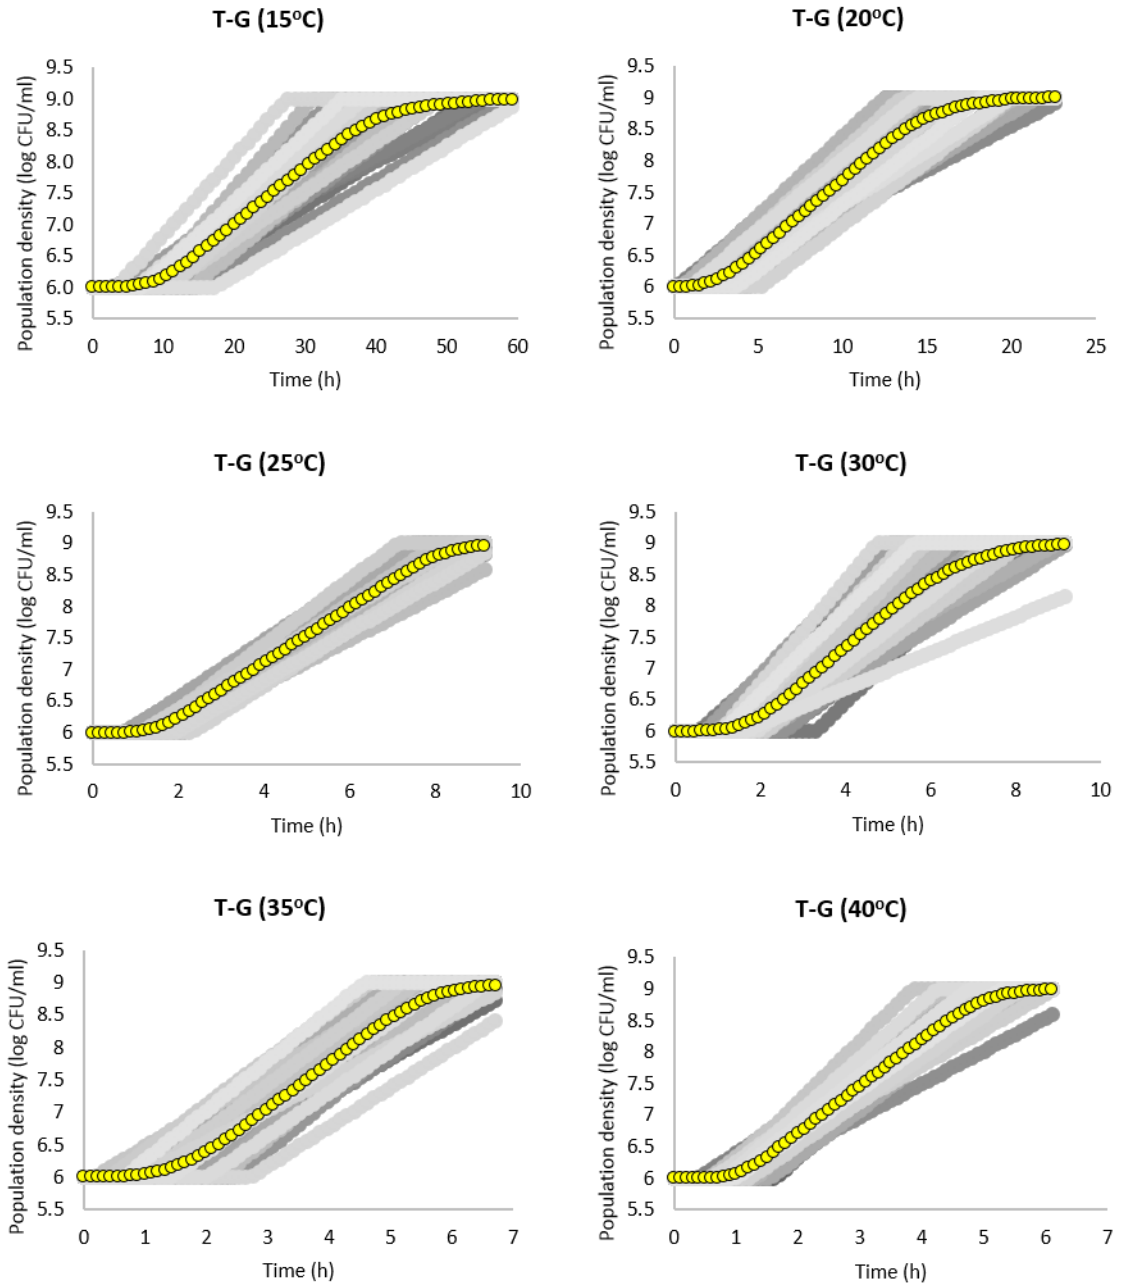 T-G (15ºC)
Population density (log CFU/ml)
9.5
9.0
8.5
8.0
7.5
7.0
6.5
6.0
5.5
0 10 20 30 40 50 60
Time (h)
T-G (20ºC)
Population density (log CFU/ml)
9.5
9
8.5
8
7.5
7
6.5
6
5.5
0 5 10 15 20 25
Time (h)
T-G (25ºC)
Population density (log CFU/ml)
9.5
9
8.5
8
7.5
7
6.5
6
5.5
0 2 4 6 8 10
Time (h)
T-G (30ºC)
Population density (log CFU/ml)
9.5
9
8.5
8
7.5
7
6.5
6
5.5
0 2 4 6 8 10
Time (h)
T-G (35ºC)
Population density (log CFU/ml)
9.5
9
8.5
8
7.5
7
6.5
6
5.5
0 1 2 3 4 5 6 7
Time (h)
T-G (40ºC)
Population density (log CFU/ml)
9.5
9
8.5
8
7.5
7
6.5
6
5.5
0 1 2 3 4 5 6 7
Time (h)